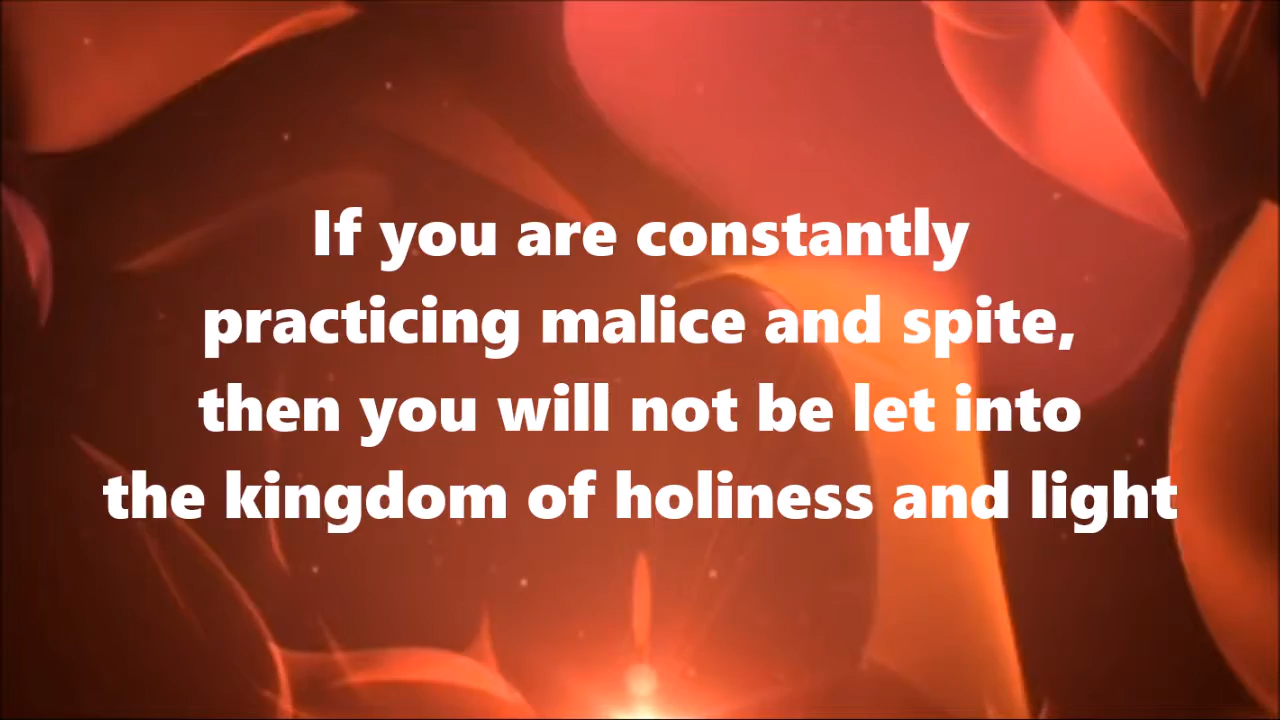 If you are constantly
practicing malice and spite,
then you will not be let into
the kingdom of holiness and light